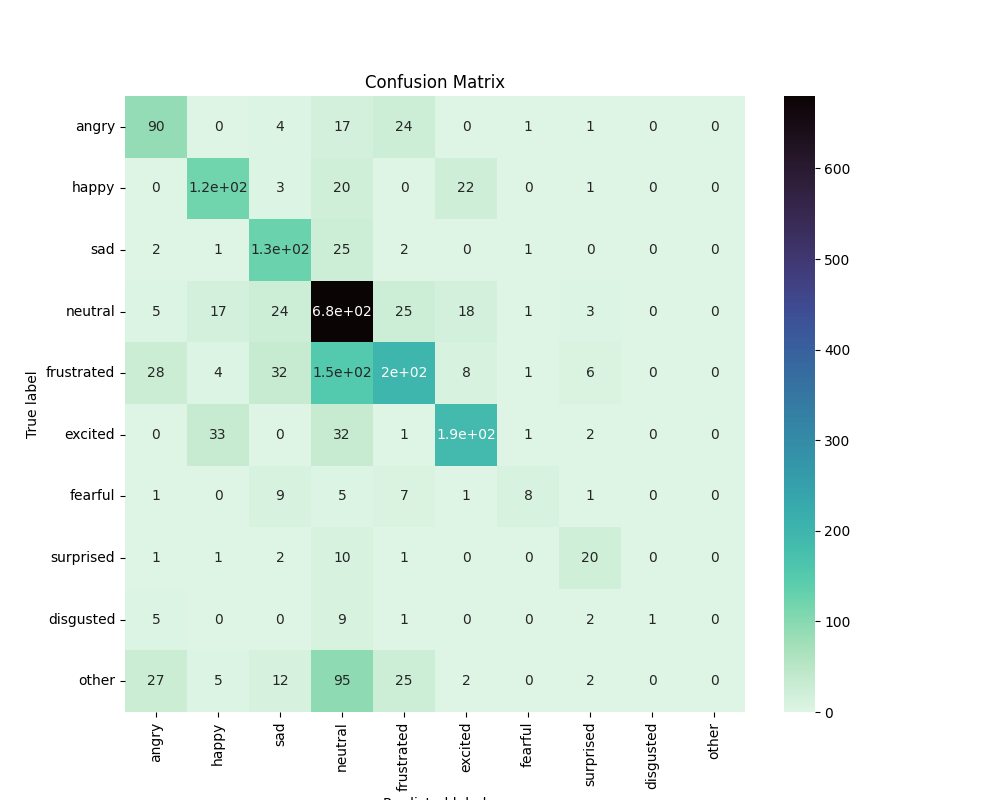 Confusion Matrix
angry 90 0 4 17 24 0 1 1 0 0
happy 0 1.2e+02 3 20 0 22 0 1 0 0
sad 2 1 1.3e+02 25 2 0 1 0 0 0
neutral 5 17 24 6.8e+02 25 18 1 3 0 0
frustrated 28 4 32 1.5e+02 2e+02 8 1 6 0 0
excited 0 33 0 32 1 1.9e+02 1 2 0 0
fearful 1 0 9 5 7 1 8 1 0 0
surprised 1 1 2 10 1 0 0 20 0 0
disgusted 5 0 0 9 1 0 0 2 1 0
other 27 5 12 95 25 2 0 2 0 0
True label
angry happy sad neutral frustrated excited fearful surprised disgusted other
600
500
400
300
200
100
0